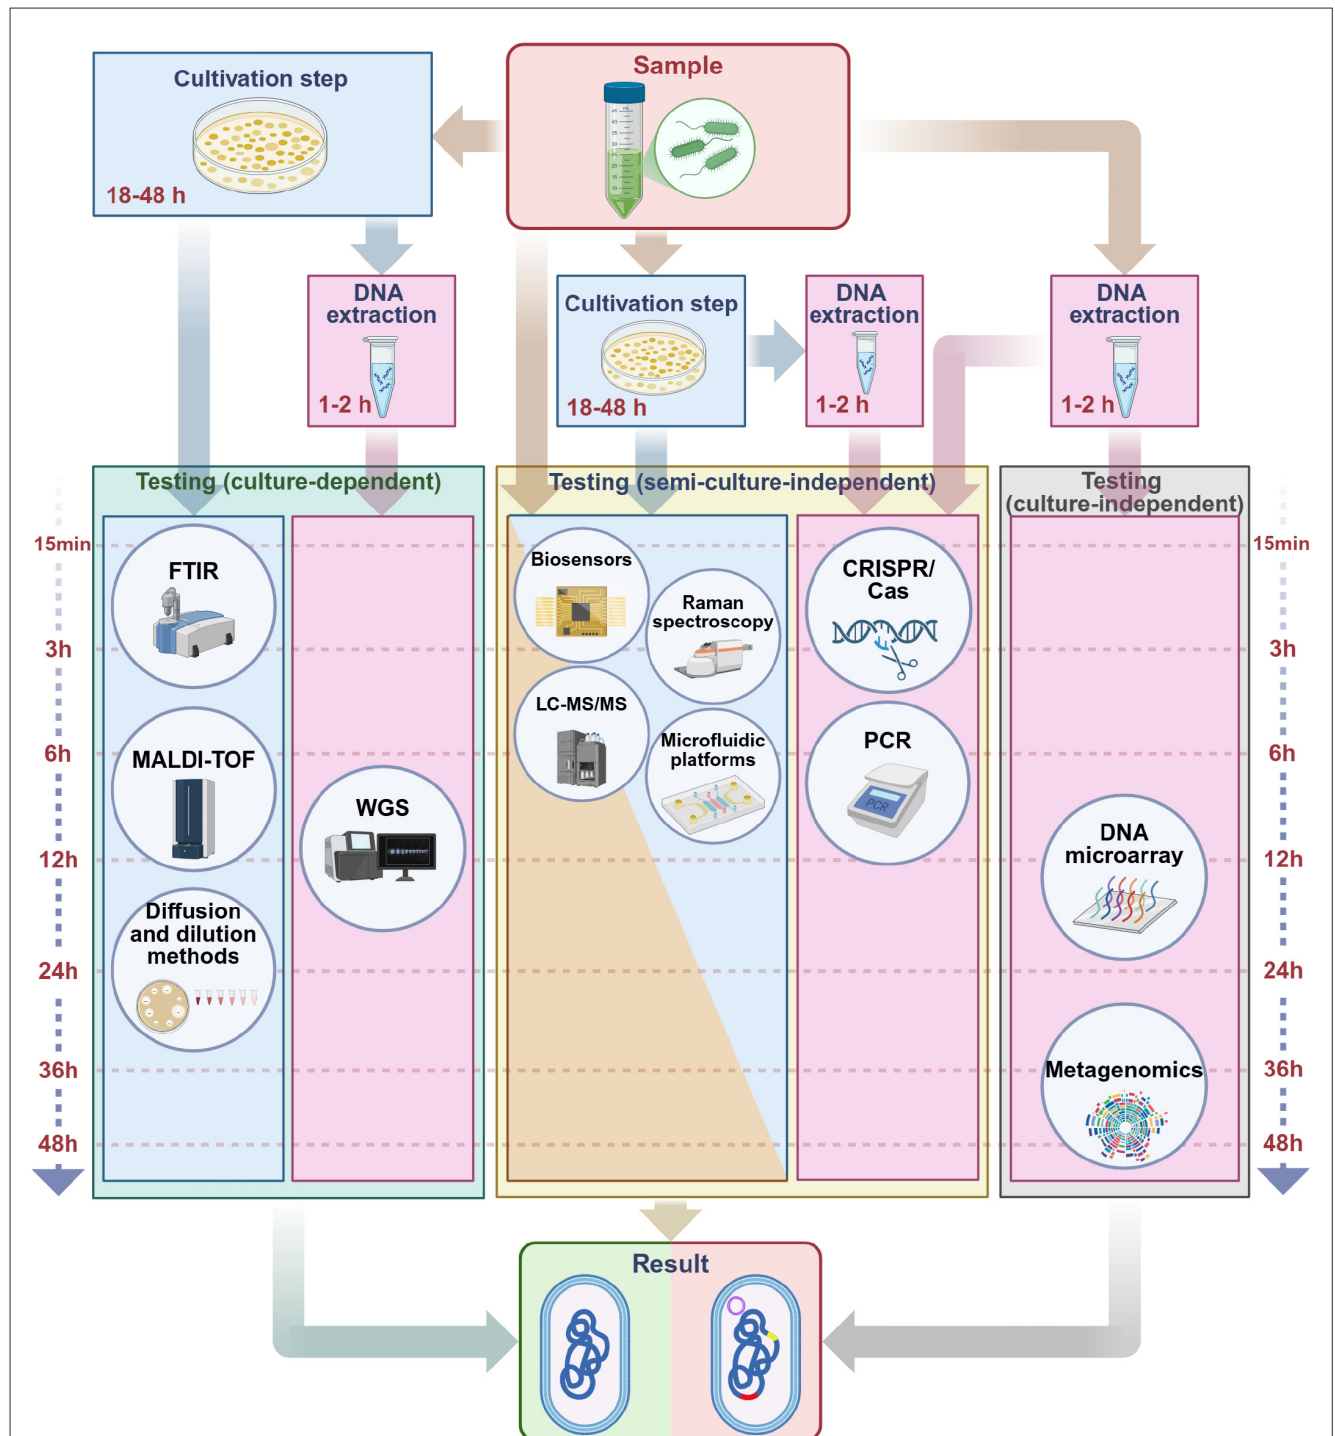 Sample
Cultivation step
18-48 h
DNA
extraction
1-2 h
Cultivation step
18-48 h
DNA
extraction
1-2 h
DNA
extraction
1-2 h
Testing (culture-dependent)
Testing (semi-culture-independent)
Testing
(culture-independent)
15min
3h
6h
12h
24h
36h
48h
FTIR
MALDI-TOF
Diffusion
and dilution
methods
WGS
Biosensors
Raman
spectroscopy
LC-MS/MS
Microfluidic
platforms
CRISPR/
Cas
PCR
PCR
DNA
microarray
Metagenomics
15min
3h
6h
12h
24h
36h
48h
Result